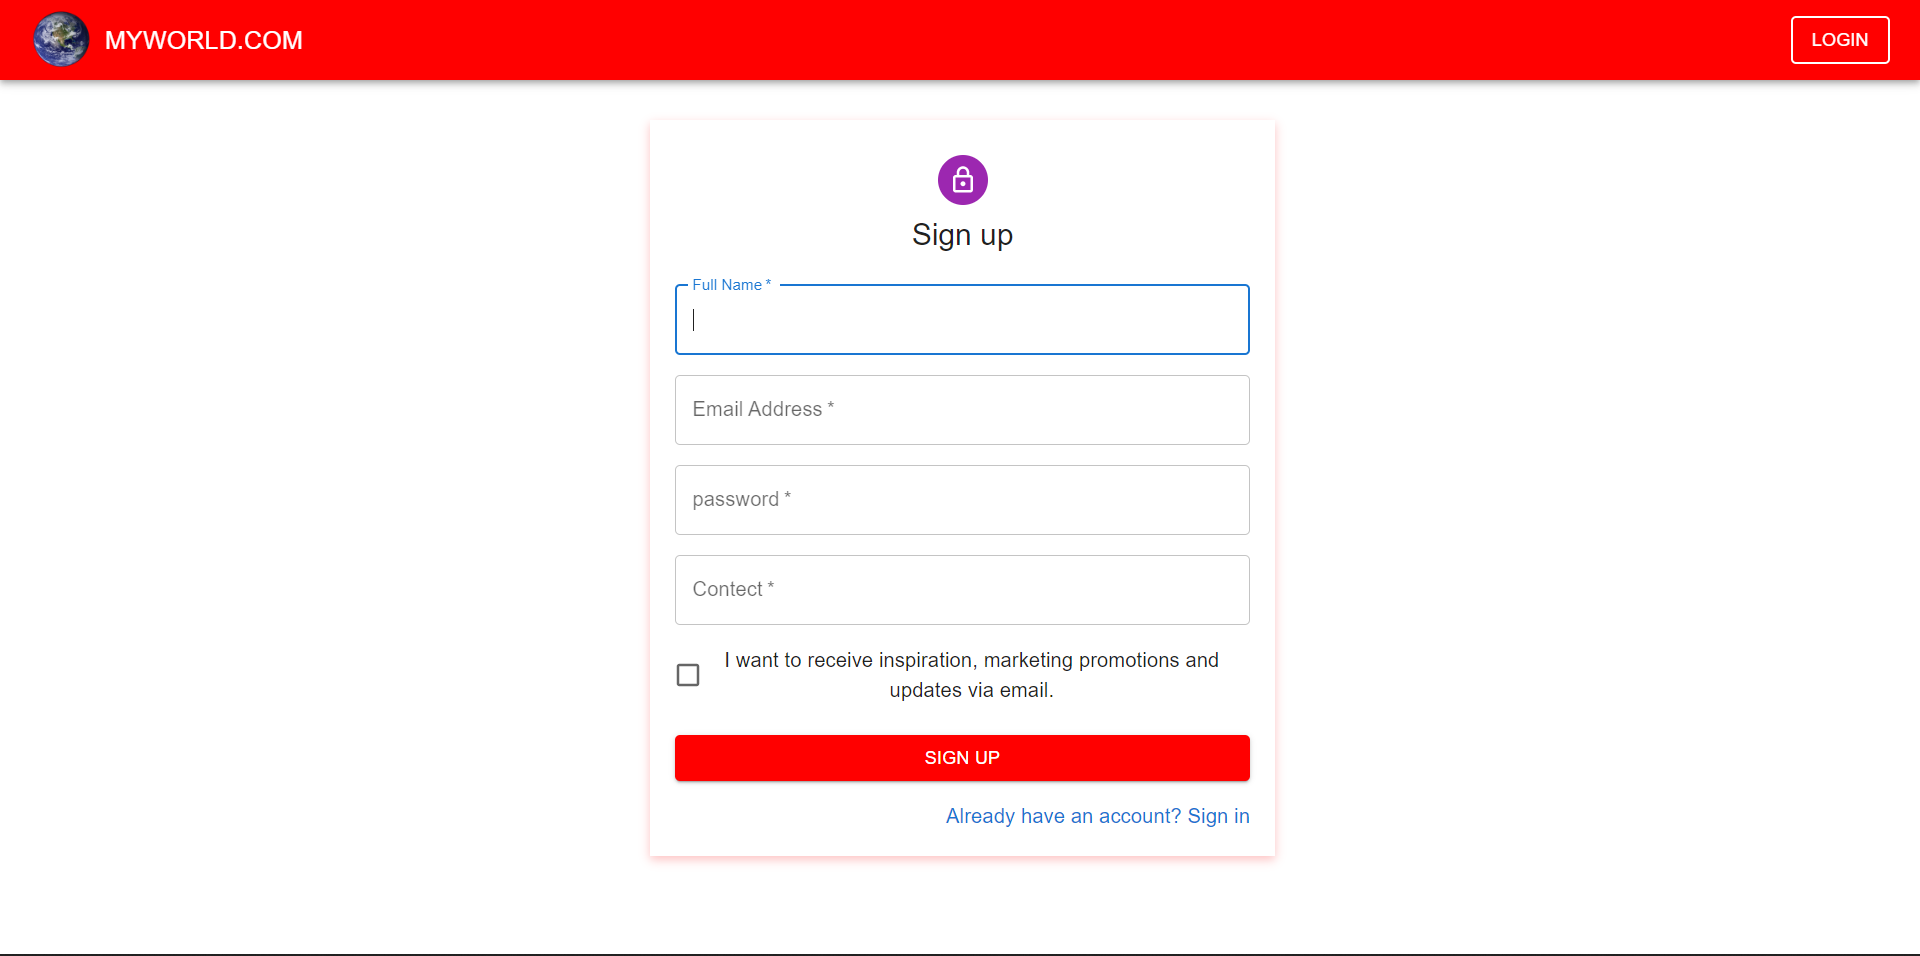 MYWORLD.COM
LOGIN
Sign up
Full Name *
Email Address *
password *
Contect *
I want to receive inspiration, marketing promotions and
updates via email.
SIGN UP
Already have an account? Sign in